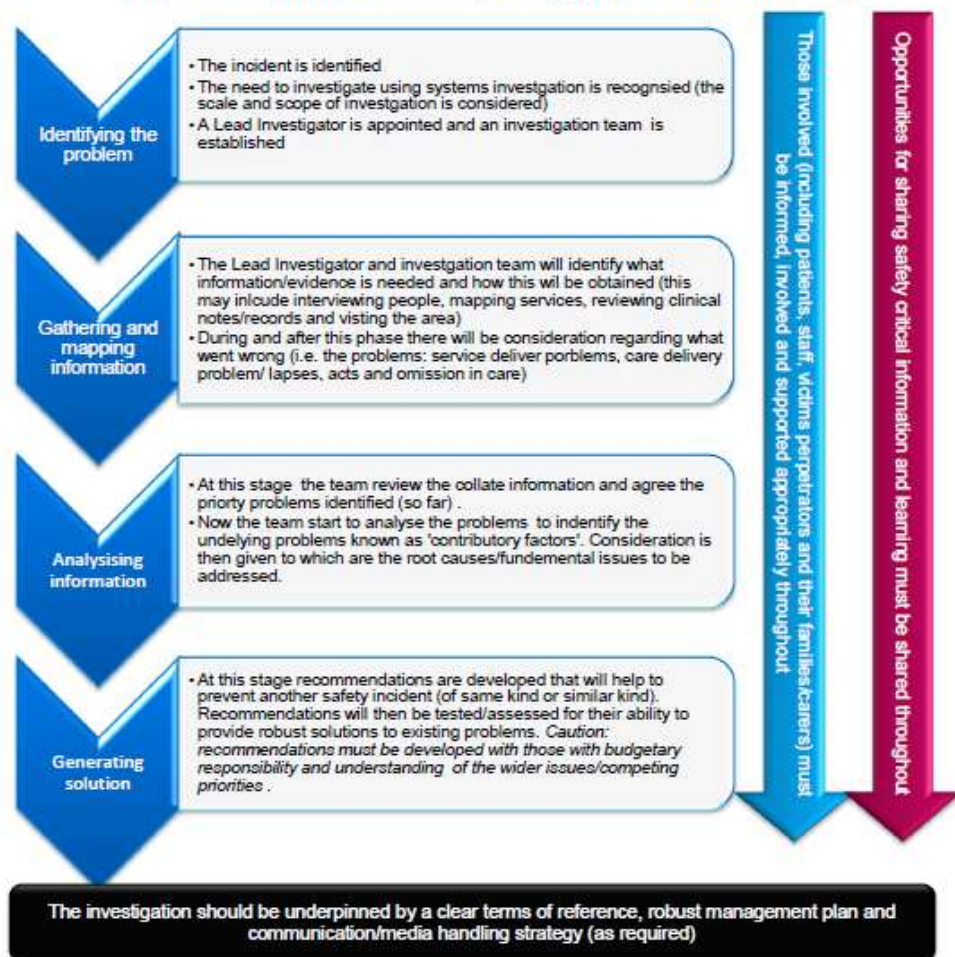 Identifying the
problem
• The incident is identified
• The need to investigate using systems investgation is recognsied (the
scale and scope of investgation is considered)
• A Lead Investigator is appointed and an investigation team is
established
Gathering and
mapping
information
• The Lead Investigator and investgation team will identify what
information/evidence is needed and how this wil be obtained (this
may inlcude interviewing people, mapping services, reviewing clinical
notes/records and visting the area)
• During and after this phase there will be consideration regarding what
went wrong (i.e. the problems: service deliver porblems, care delivery
problem/ lapses, acts and omission in care)
Analysising
information
• At this stage the team review the collate information and agree the
priorty problems identified (so far) .
• Now the team start to analyse the problems to indentify the
undelying problems known as 'contributory factors'. Consideration is
then given to which are the root causes/fundemental issues to be
addressed.
Generating
solution
• At this stage recommendations are developed that will help to
prevent another safety incident (of same kind or similar kind).
Recommendations will then be tested/assessed for their ability to
provide robust solutions to existing problems. Caution:
recommendations must be developed with those with budgetary
responsibility and understanding of the wider issues/competing
priorities .
Those involved (including patients, staff, victims perpetrators and their families/carers) must
be informed, involved and supported appropriately throughout
Opportunities for sharing safety critical information and learning must be shared throughout
The investigation should be underpinned by a clear terms of reference, robust management plan and
communication/media handling strategy (as required)